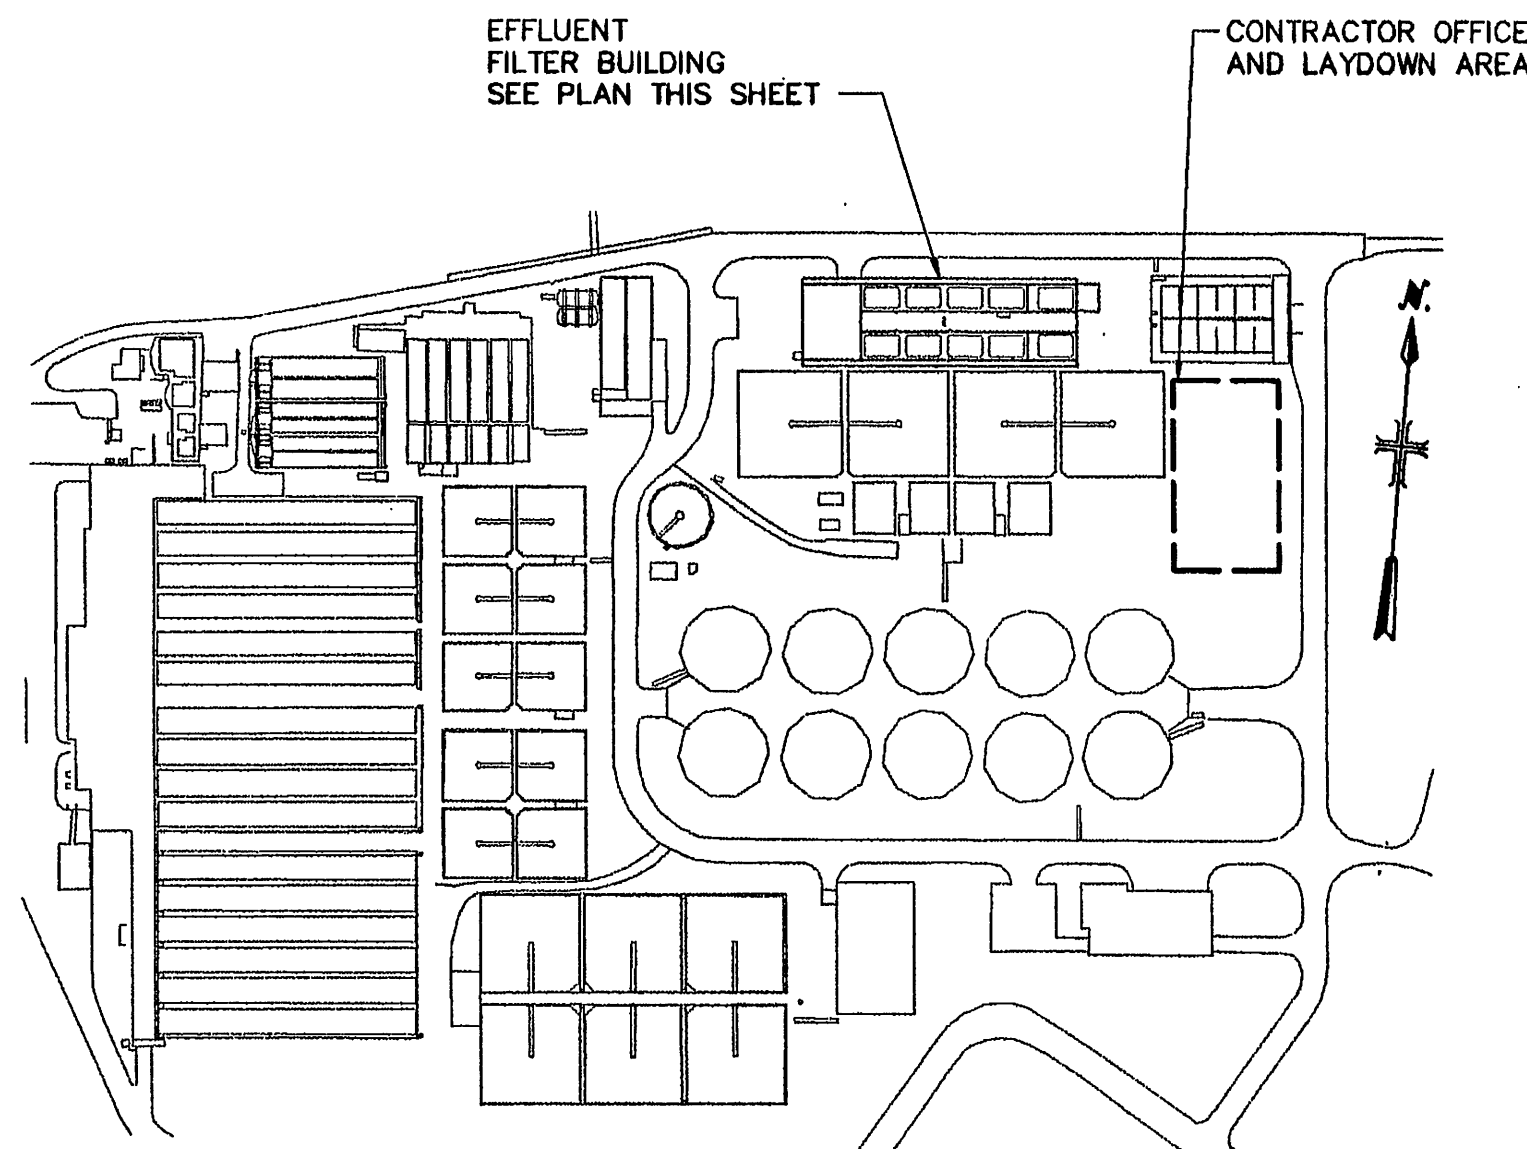 EFFLUENT
FILTER BUILDING
SEE PLAN THIS SHEET
CONTRACTOR OFFICE
AND LAYDOWN AREA
N.